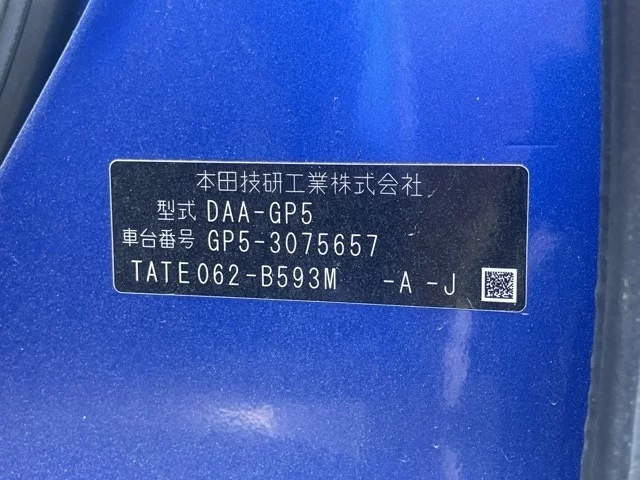 本田技研工業株式会社
型式 DAA-GP5
車台番号 GP5-3075657
TATE062-B593M -A -J